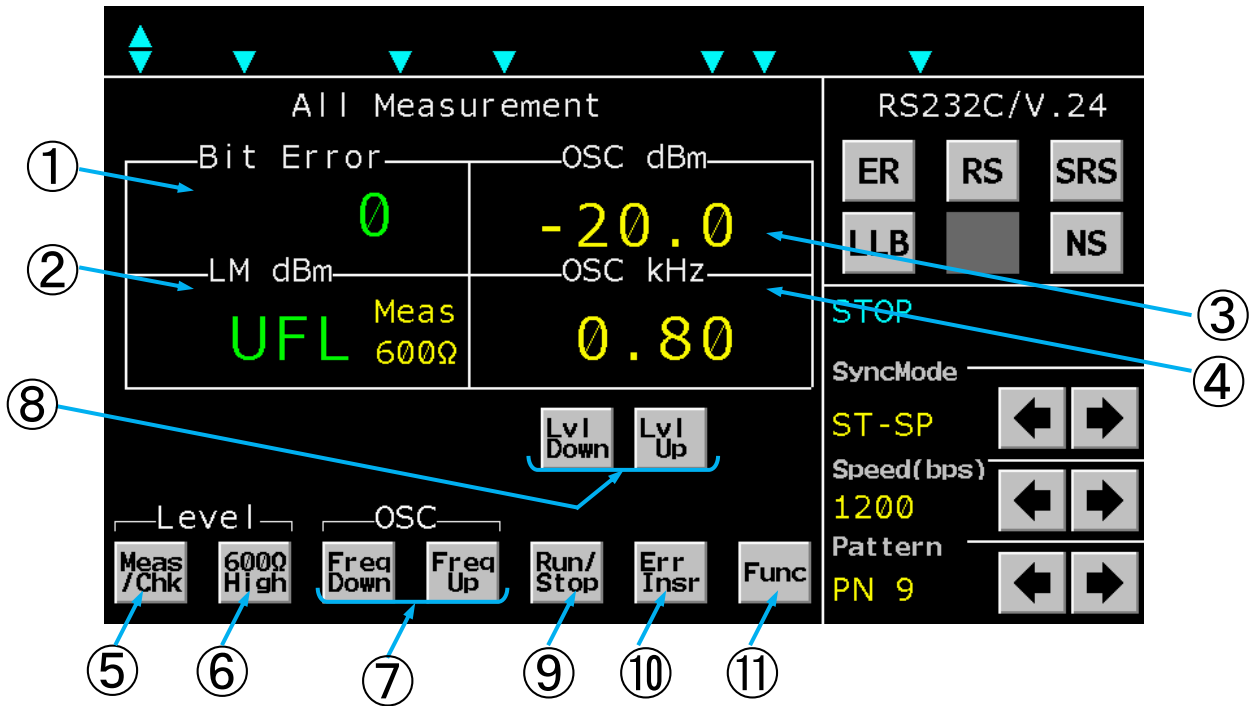 All Measurement
RS232C/V.24
① Bit Error
OSC dBm
ER RS SRS
0
-20.0
LLB NS
② LM dBm
OSC kHz
③
STOP
UFL Meas
600Ω
0.80
④
SyncMode
⑧
Lvl
Down
Lvl
Up
ST-SP
Speed(bps)
1200
Level
OSC
Pattern
Meas
/Chk
600Ω
High
Freq
Down
Freq
Up
Run/
Stop
Err
Insr
Func
PN 9
⑤ ⑥ ⑦ ⑨ ⑩ ⑪